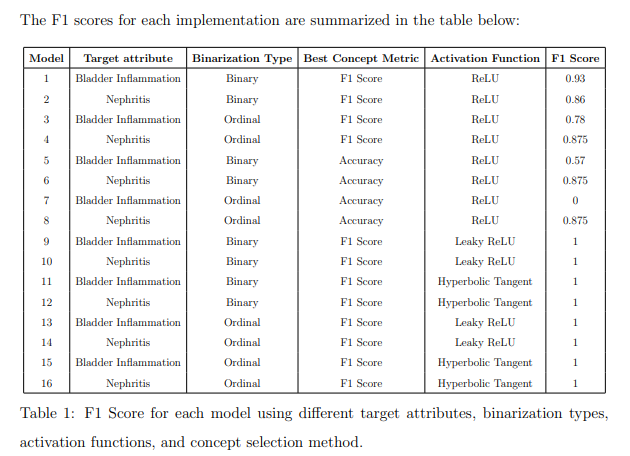 The F1 scores for each implementation are summarized in the table below:
Model Target attribute Binarization Type Best Concept Metric Activation Function F1 Score
1 Bladder Inflammation Binary F1 Score ReLU 0.93
2 Nephritis Binary F1 Score ReLU 0.86
3 Bladder Inflammation Ordinal F1 Score ReLU 0.78
4 Nephritis Ordinal F1 Score ReLU 0.875
5 Bladder Inflammation Binary Accuracy ReLU 0.57
6 Nephritis Binary Accuracy ReLU 0.875
7 Bladder Inflammation Ordinal Accuracy ReLU 0
8 Nephritis Ordinal Accuracy ReLU 0.875
9 Bladder Inflammation Binary F1 Score Leaky ReLU 1
10 Nephritis Binary F1 Score Leaky ReLU 1
11 Bladder Inflammation Binary F1 Score Hyperbolic Tangent 1
12 Nephritis Binary F1 Score Hyperbolic Tangent 1
13 Bladder Inflammation Ordinal F1 Score Leaky ReLU 1
14 Nephritis Ordinal F1 Score Leaky ReLU 1
15 Bladder Inflammation Ordinal F1 Score Hyperbolic Tangent 1
16 Nephritis Ordinal F1 Score Hyperbolic Tangent 1
Table 1: F1 Score for each model using different target attributes, binarization types,
activation functions, and concept selection method.